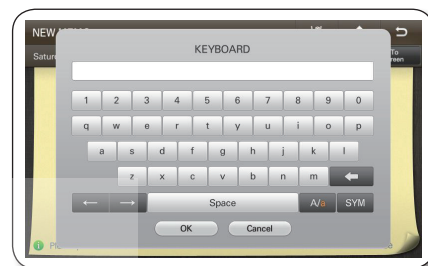 NEW
Satur
To
reen
KEYBOARD
1 2 3 4 5 6 7 8 9 0
q w e r t y u i o p
a s d f g h j k l
z x c v b n m
Space A/a SYM
OK Cancel